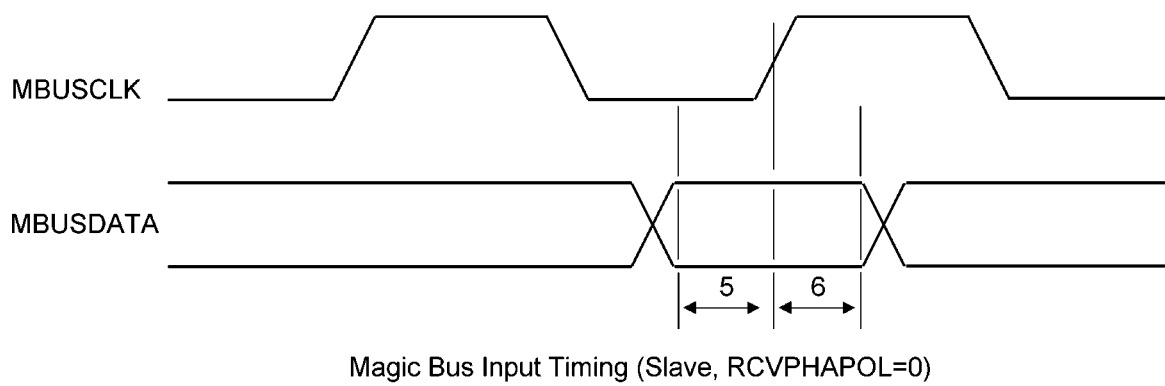 MBUSCLK
MBUSDATA
5 6
Magic Bus Input Timing (Slave, RCVPHAPOL=0)